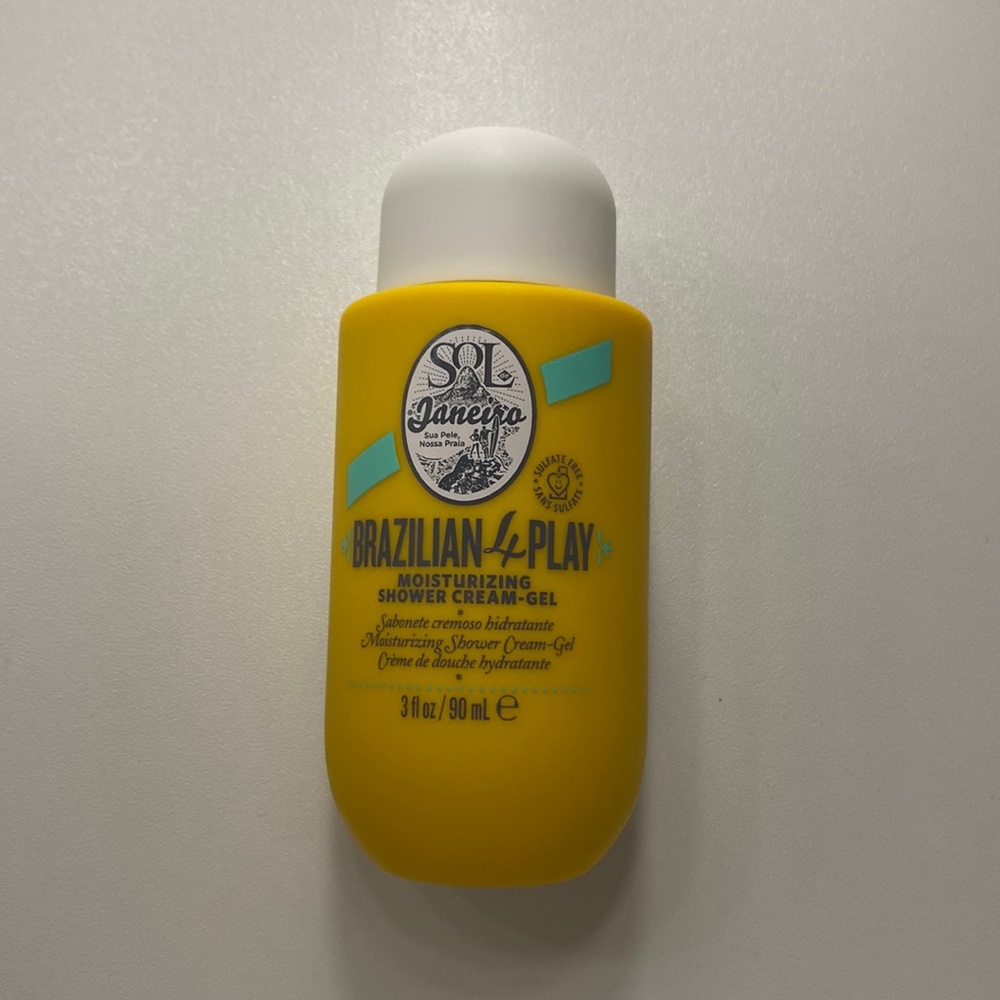 SOL
de
Janeiro
Sua Pele,
Nossa Praia
SULFATE FREE
SANS SULFATE
BRAZILIAN 4 PLAY
MOISTURIZING
SHOWER CREAM-GEL
Sabonete cremoso hidratante
Moisturizing Shower Cream-Gel
Crème de douche hydratante
3 fl oz / 90 mL ℮